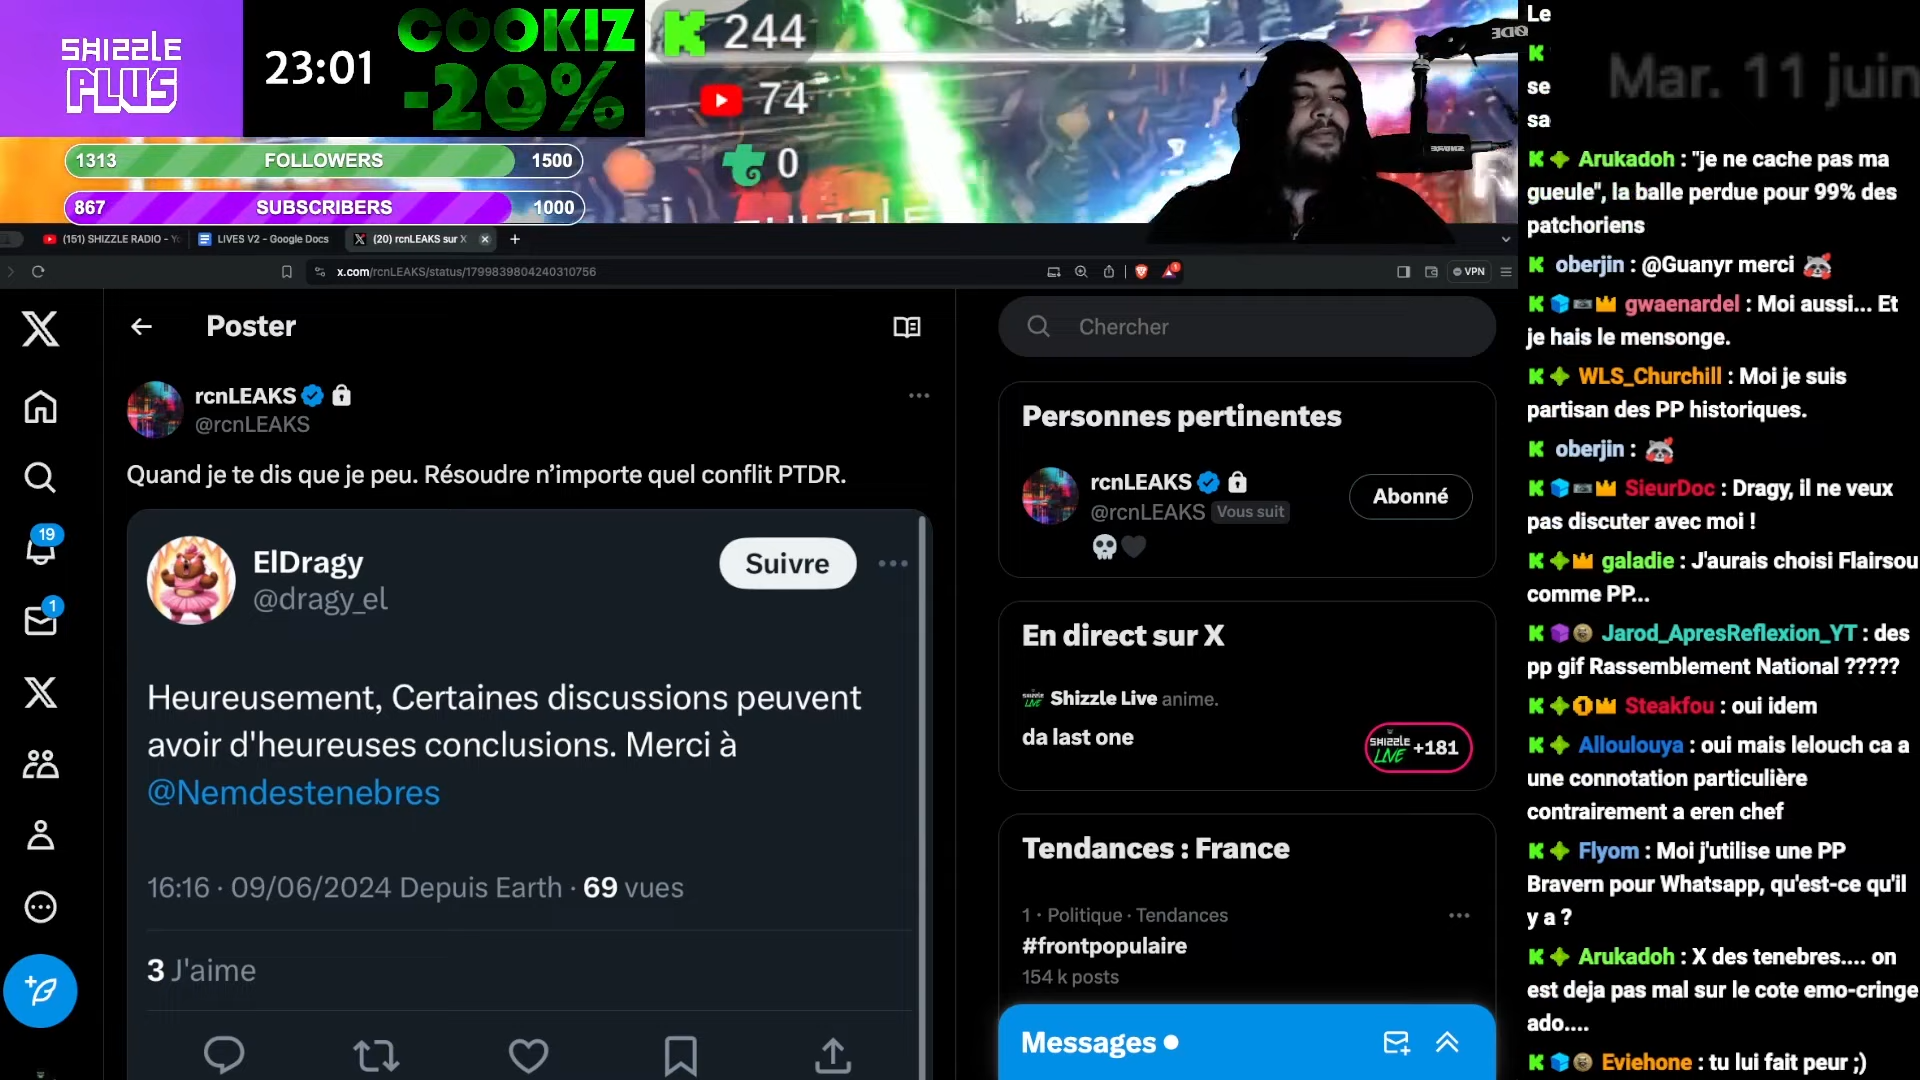 SHIZZLE
PLUS
23:01
COOKIZ
-20%
244
74
0
1313 FOLLOWERS 1500
867 SUBSCRIBERS 1000
(151) SHIZZLE RADIO - Y
LIVES V2 - Google Docs
(20) rcnLEAKS sur X
x.com/rcnLEAKS/status/1799839804240310756
1
VPN
Poster
rcnLEAKS
@rcnLEAKS
Quand je te dis que je peu. Résoudre n’importe quel conflit PTDR.
ElDragy
@dragy_el
Suivre
Heureusement, Certaines discussions peuvent
avoir d'heureuses conclusions. Merci à
@Nemdestenebres
16:16 · 09/06/2024 Depuis Earth · 69 vues
3 J'aime
19
1
Chercher
Personnes pertinentes
rcnLEAKS
@rcnLEAKS Vous suit
Abonné
En direct sur X
Shizzle Live anime.
da last one
SHIZZLE
LIVE
+181
Tendances : France
1 · Politique · Tendances
#frontpopulaire
154 k posts
Messages
Mar. 11 juin
Le
se
sa
Arukadoh : "je ne cache pas ma
gueule", la balle perdue pour 99% des
patchoriens
oberjin : @Guanyr merci
gwaenardel : Moi aussi... Et
je hais le mensonge.
WLS_Churchill : Moi je suis
partisan des PP historiques.
oberjin :
SieurDoc : Dragy, il ne veux
pas discuter avec moi !
galadie : J'aurais choisi Flairsou
comme PP...
Jarod_ApresReflexion_YT : des
pp gif Rassemblement National ?????
Steakfou : oui idem
Alloulouya : oui mais lelouch ca a
une connotation particulière
contrairement a eren chef
Flyom : Moi j'utilise une PP
Bravern pour Whatsapp, qu'est-ce qu'il
y a ?
Arukadoh : X des tenebres.... on
est deja pas mal sur le cote emo-cringe
ado....
Eviehone : tu lui fait peur ;)